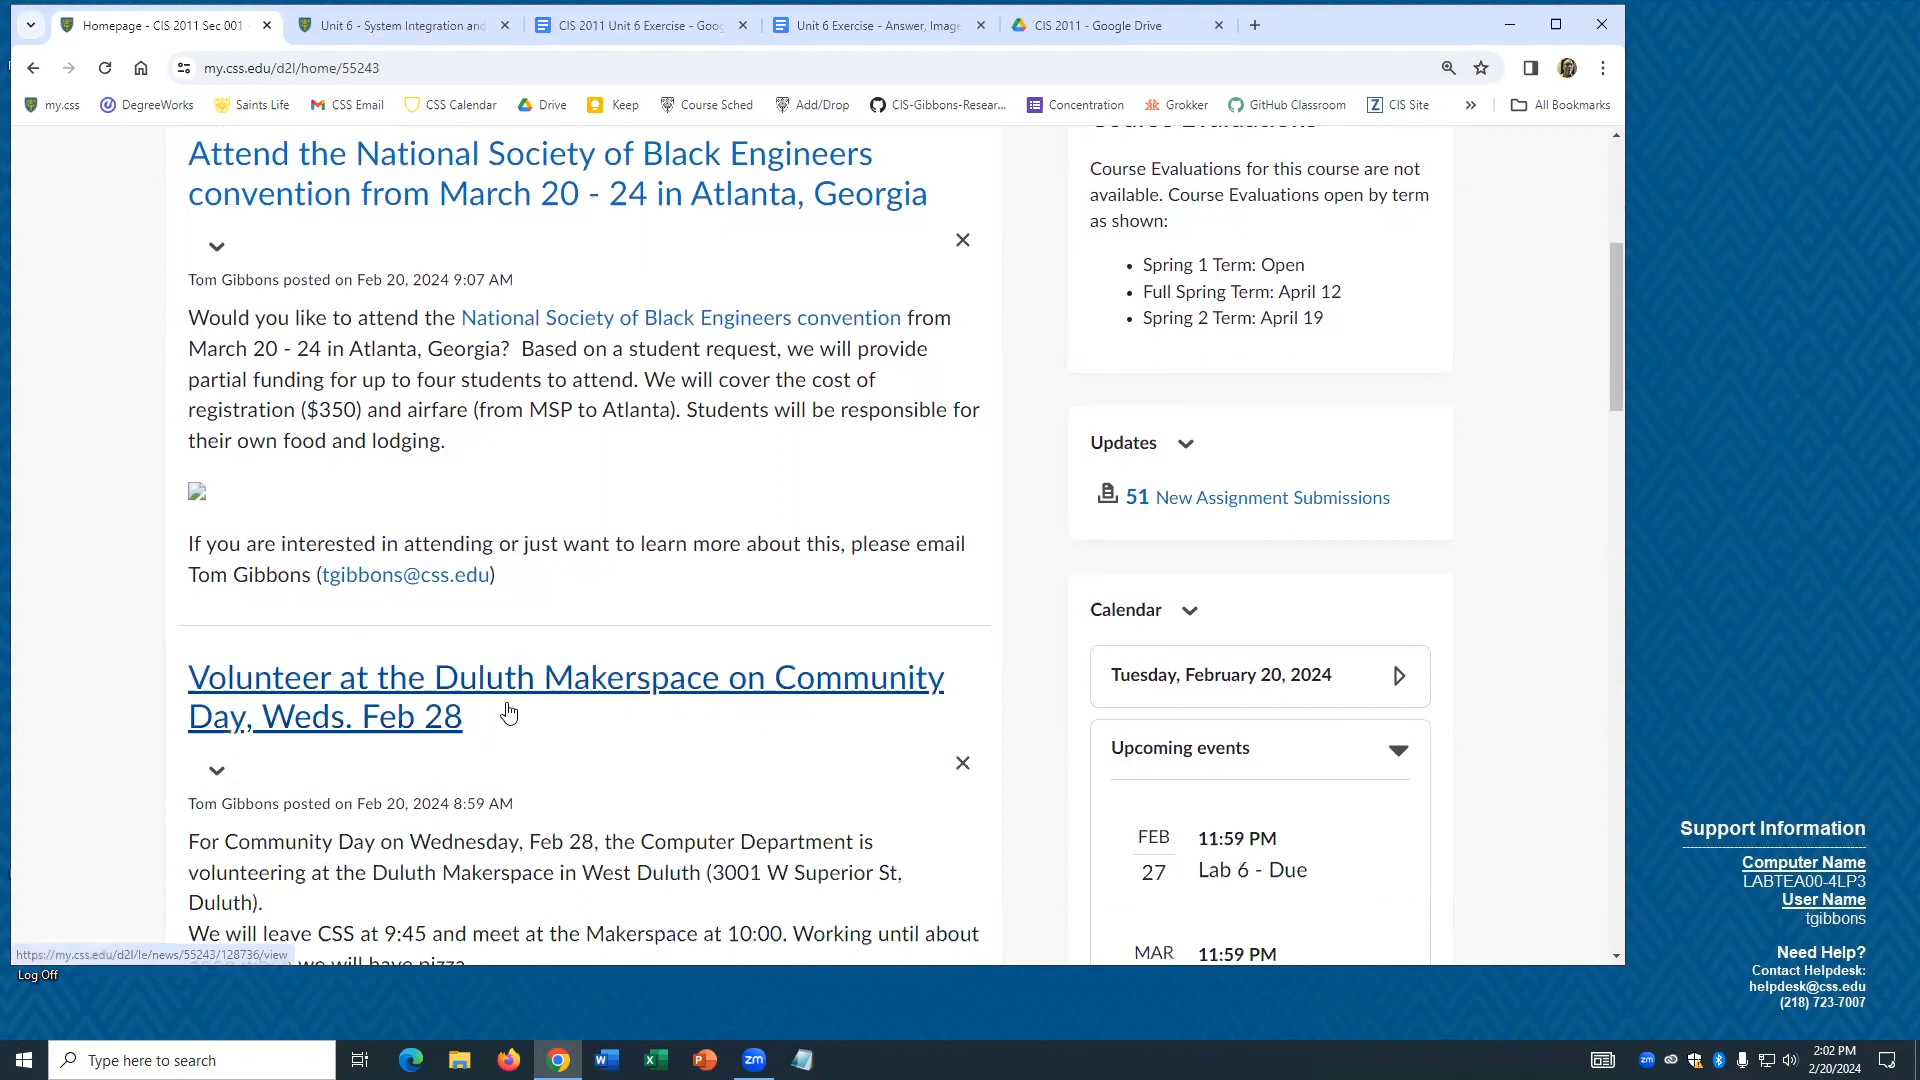 Homepage - CIS 2011 Sec 001
Unit 6 - System Integration and
CIS 2011 Unit 6 Exercise - Goog
Unit 6 Exercise - Answer, Image
CIS 2011 - Google Drive
my.css.edu/d2l/home/55243
my.css
DegreeWorks
Saints Life
CSS Email
CSS Calendar
Drive
Keep
Course Sched
Add/Drop
CIS-Gibbons-Resear...
Concentration
Grokker
GitHub Classroom
CIS Site
All Bookmarks
Attend the National Society of Black Engineers
convention from March 20 - 24 in Atlanta, Georgia
Tom Gibbons posted on Feb 20, 2024 9:07 AM
Would you like to attend the National Society of Black Engineers convention from
March 20 - 24 in Atlanta, Georgia?  Based on a student request, we will provide
partial funding for up to four students to attend. We will cover the cost of
registration ($350) and airfare (from MSP to Atlanta). Students will be responsible for
their own food and lodging.
If you are interested in attending or just want to learn more about this, please email
Tom Gibbons (tgibbons@css.edu)
Volunteer at the Duluth Makerspace on Community
Day, Weds. Feb 28
Tom Gibbons posted on Feb 20, 2024 8:59 AM
For Community Day on Wednesday, Feb 28, the Computer Department is
volunteering at the Duluth Makerspace in West Duluth (3001 W Superior St,
Duluth).
We will leave CSS at 9:45 and meet at the Makerspace at 10:00. Working until about
we will have pizza
https://my.css.edu/d2l/le/news/55243/128736/view
Course Evaluations
Course Evaluations for this course are not
available. Course Evaluations open by term
as shown:
• Spring 1 Term: Open
• Full Spring Term: April 12
• Spring 2 Term: April 19
Updates
51 New Assignment Submissions
Calendar
Tuesday, February 20, 2024
Upcoming events
FEB
27
11:59 PM
Lab 6 - Due
MAR
11:59 PM
Log Off
Support Information
Computer Name
LABTEA00-4LP3
User Name
tgibbons
Need Help?
Contact Helpdesk:
helpdesk@css.edu
(218) 723-7007
Type here to search
zm
zm
2:02 PM
2/20/2024